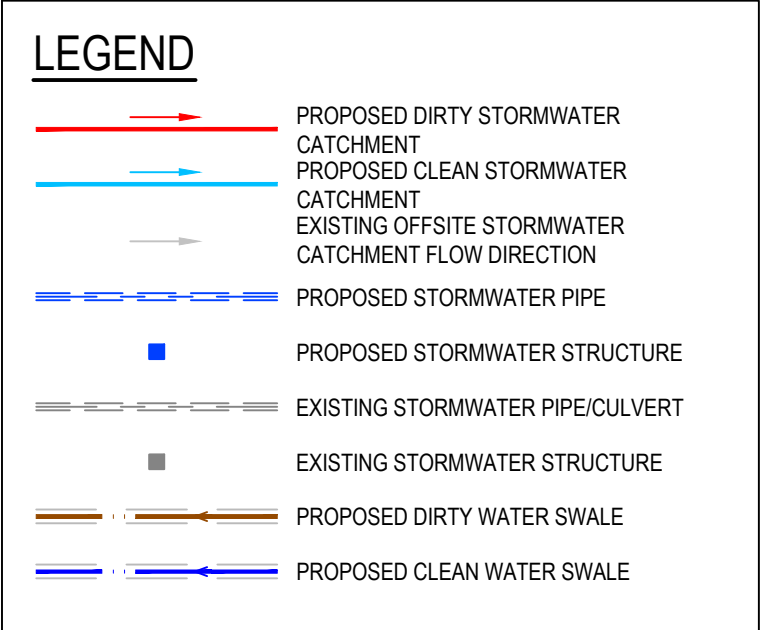 LEGEND
PROPOSED DIRTY STORMWATER
CATCHMENT
PROPOSED CLEAN STORMWATER
CATCHMENT
EXISTING OFFSITE STORMWATER
CATCHMENT FLOW DIRECTION
PROPOSED STORMWATER PIPE
PROPOSED STORMWATER STRUCTURE
EXISTING STORMWATER PIPE/CULVERT
EXISTING STORMWATER STRUCTURE
PROPOSED DIRTY WATER SWALE
PROPOSED CLEAN WATER SWALE